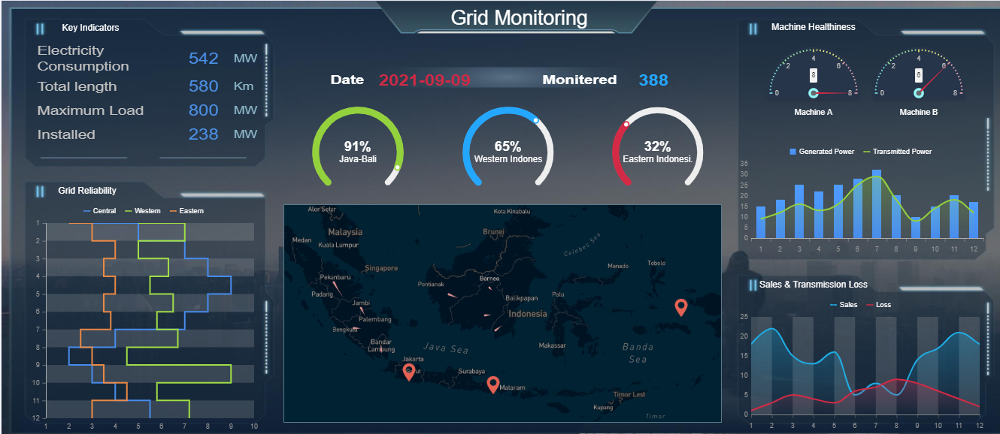 Grid Monitoring
Key Indicators
Electricity
Consumption
542 MW
Total length 580 Km
Maximum Load 800 MW
Installed 238 MW
Grid Reliability
Central Western Eastern
1
2
3
4
5
6
7
8
9
10
11
12
1 2 3 4 5 6 7 8 9 10
Date 2021-09-09 Monitered 388
91%
Java-Bali
65%
Western Indones
32%
Eastern Indonesi.
Alor Setar
Kota Kinabalu
Malaysia
Brunei
Medan
Kuala Lumpur
Celebes Sea
Singapore
Manado
Tobelo
Pekanbaru
Borneo
Pontianak
Padang
Balikpapan
Palu
Jambi
Indonesia
Palembang
Bengkulu
Bandar
Lampung
Java Sea
Makassar
Banda
Sea
Jakarta
Surabaya
Mataram
Timor Lest
Kupang
Timor
Machine Healthiness
0 2 4 6 8
8
Machine A
0 2 4 6 8
6
Machine B
Generated Power Transmitted Power
35
30
25
20
15
10
5
0
1 2 3 4 5 6 7 8 9 10 11 12
Sales & Transmission Loss
Sales Loss
25
20
15
10
5
0
1 2 3 4 5 6 7 8 9 10 11 12